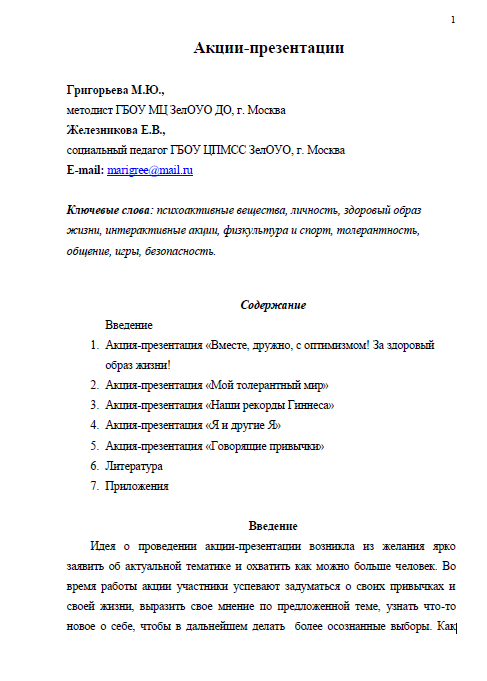 1
Акции-презентации
Григорьева М.Ю.,
методист ГБОУ МЦ ЗелОУО ДО, г. Москва
Железникова Е.В.,
социальный педагог ГБОУ ЦПМСС ЗелОУО, г. Москва
E-mail: marigree@mail.ru
Ключевые слова: психоактивные вещества, личность, здоровый образ
жизни, интерактивные акции, физкультура и спорт, толерантность,
общение, игры, безопасность.
Содержание
Введение
1. Акция-презентация «Вместе, дружно, с оптимизмом! За здоровый
образ жизни!
2. Акция-презентация «Мой толерантный мир»
3. Акция-презентация «Наши рекорды Гиннеса»
4. Акция-презентация «Я и другие Я»
5. Акция-презентация «Говорящие привычки»
6. Литература
7. Приложения
Введение
Идея о проведении акции-презентации возникла из желания ярко
заявить об актуальной тематике и охватить как можно больше человек. Во
время работы акции участники успевают задуматься о своих привычках и
своей жизни, выразить свое мнение по предложенной теме, узнать что-то
новое о себе, чтобы в дальнейшем делать более осознанные выборы. Как